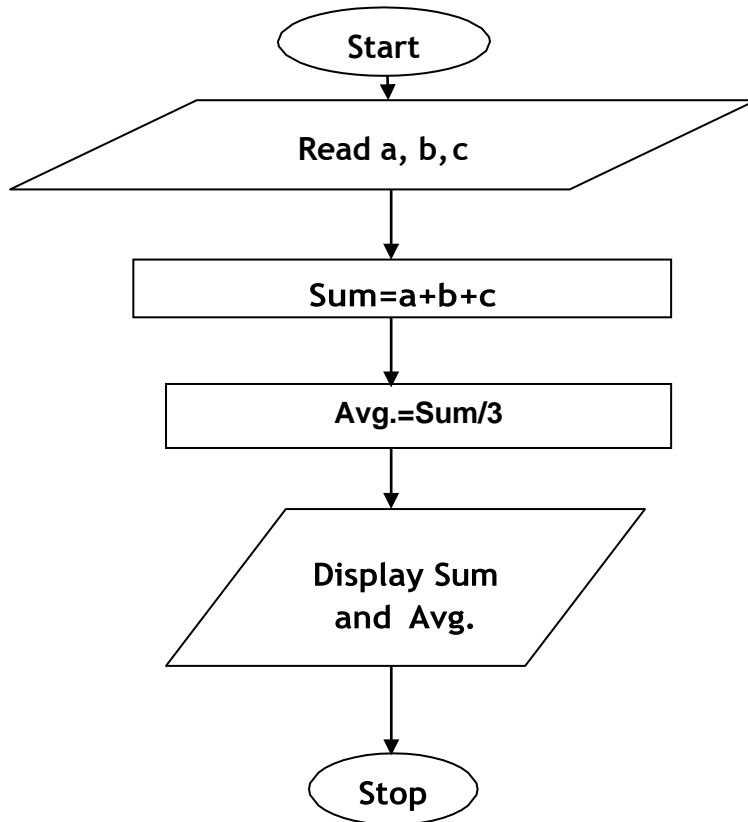 Start
Read a, b, c
Sum=a+b+c
Avg.=Sum/3
Display Sum
and Avg.
Stop